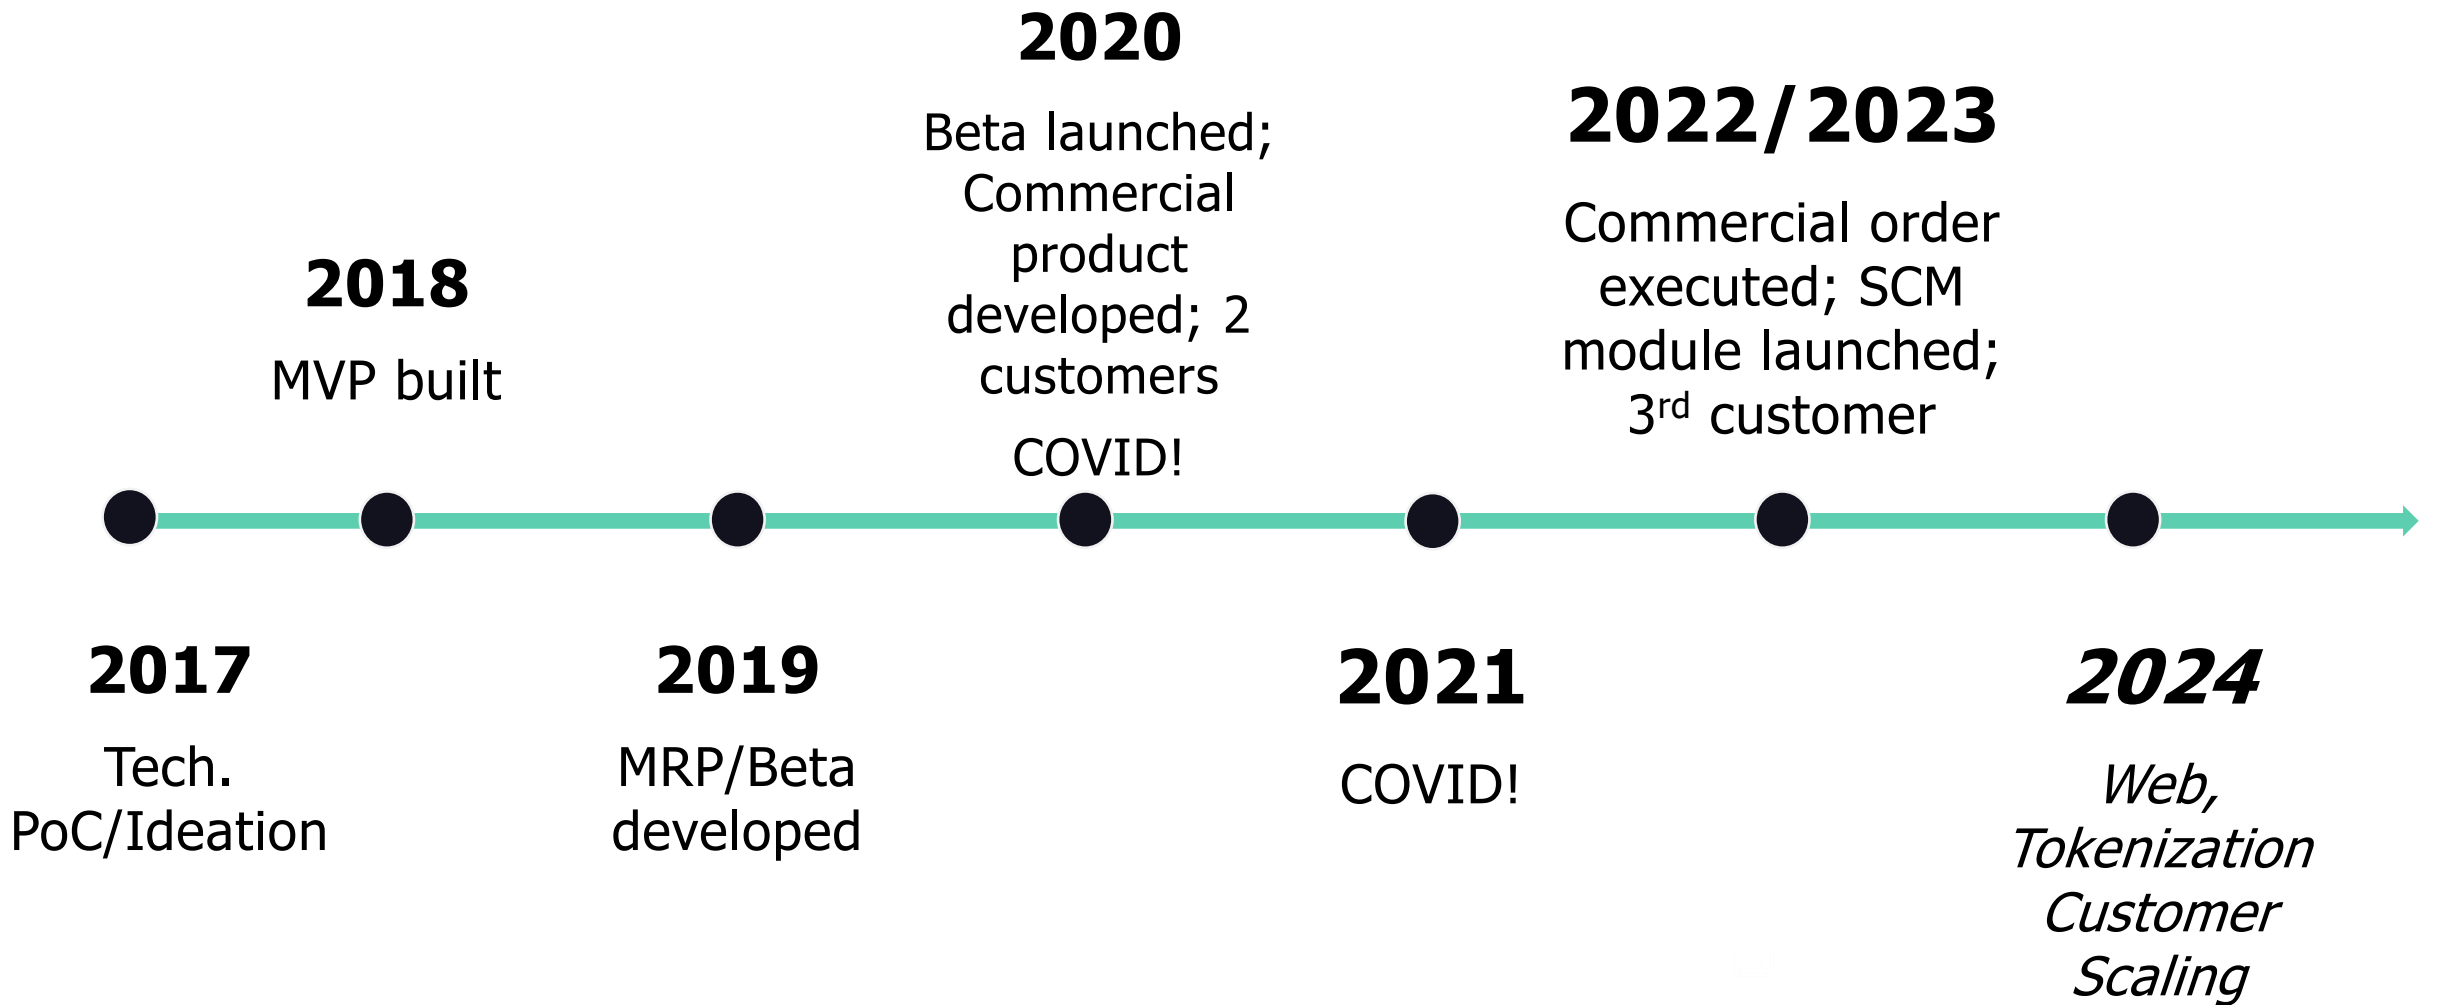 2017
Tech.
PoC/Ideation
2018
MVP built
2019
MRP/Beta
developed
2020
Beta launched;
Commercial
product
developed; 2
customers
COVID!
2021
COVID!
2022/2023
Commercial order
executed; SCM
module launched;
3rd customer
2024
Web,
Tokenization
Customer
Scaling